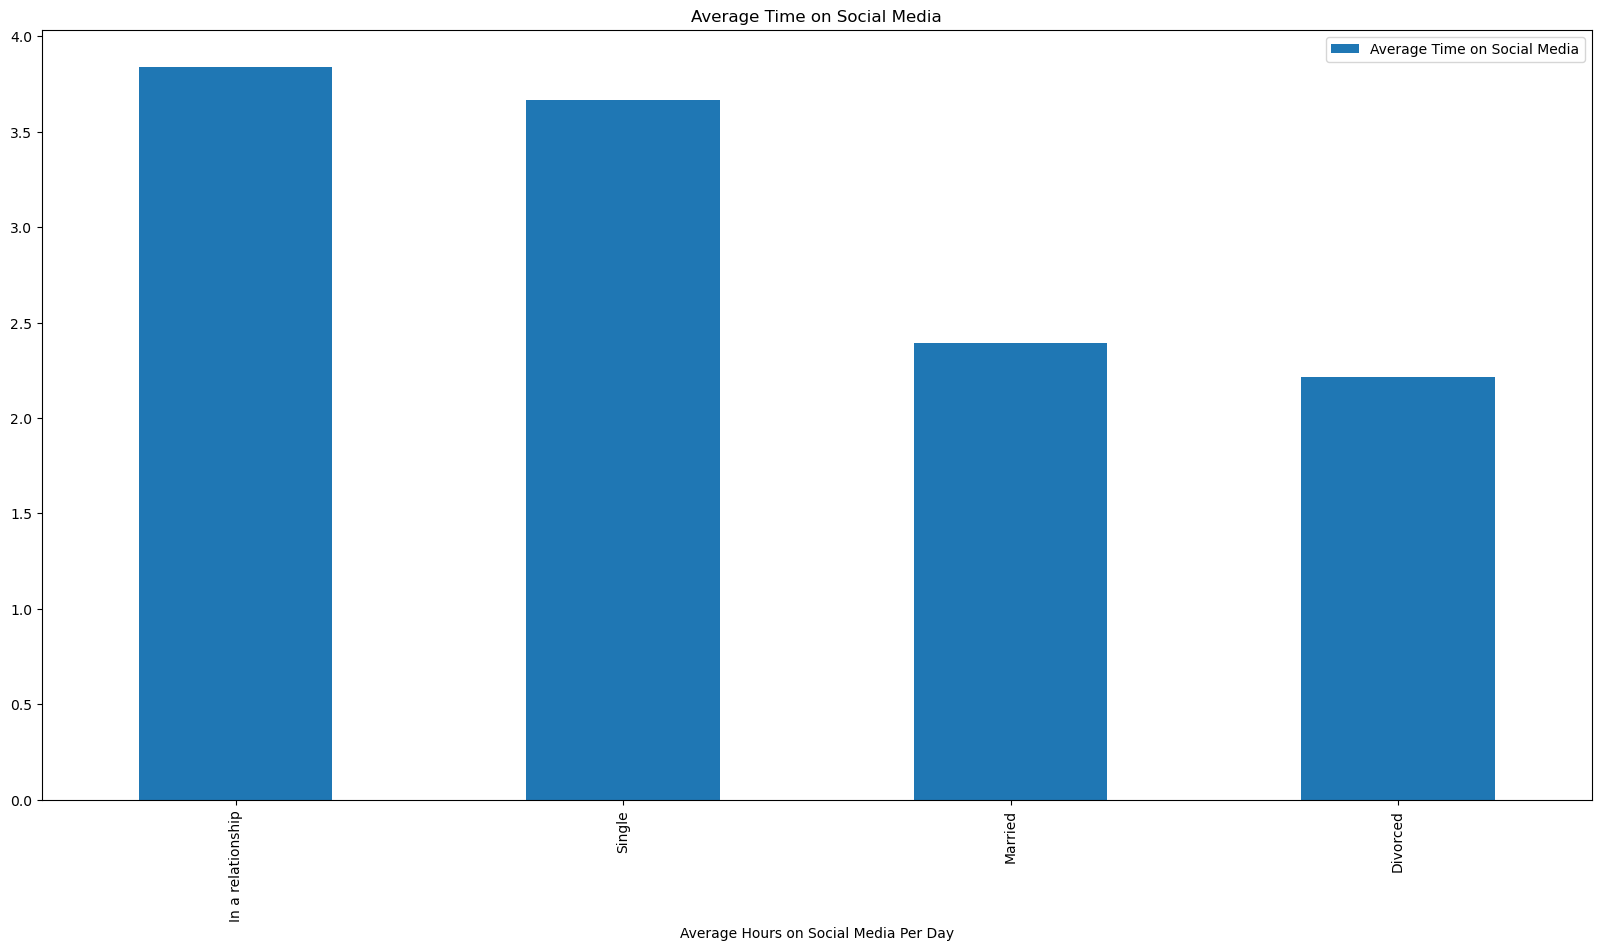 Average Time on Social Media
Average Time on Social Media
4.0
3.5
3.0
2.5
2.0
1.5
1.0
0.5
0.0
In a relationship
Single
Married
Divorced
Average Hours on Social Media Per Day